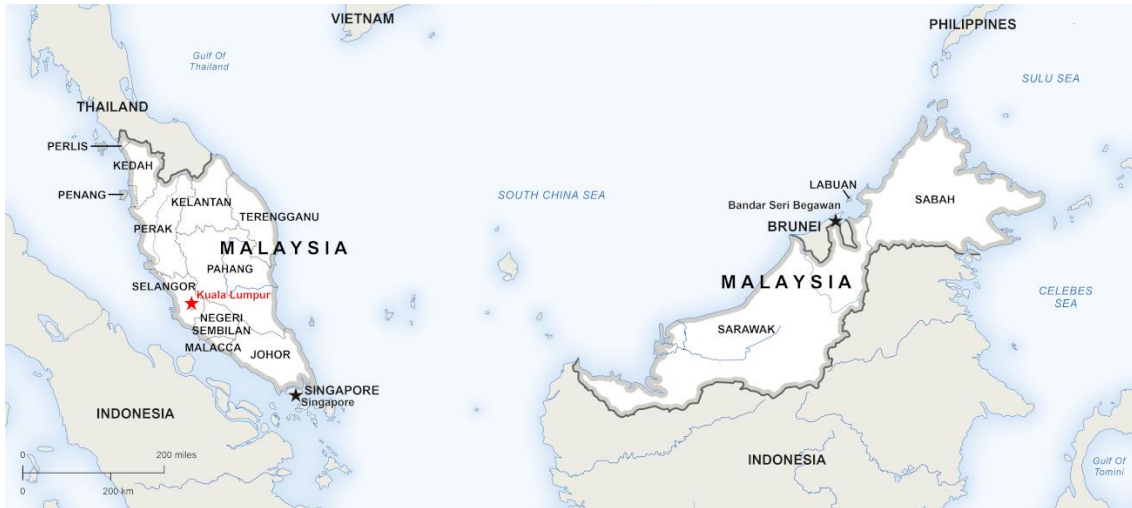 VIETNAM
PHILIPPINES
Gulf Of
Thailand
SULU SEA
THAILAND
PERLIS
KEDAH
PENANG
KELANTAN
TERENGGANU
PERAK
MALAYSIA
PAHANG
SELANGOR
Kuala Lumpur
NEGERI
SEMBILAN
MALACCA
JOHOR
SINGAPORE
Singapore
INDONESIA
0 200 miles
0 200 km
SOUTH CHINA SEA
LABUAN
Bandar Seri Begawan
BRUNEI
SABAH
MALAYSIA
SARAWAK
CELEBES
SEA
INDONESIA
Gulf Of
Tomini